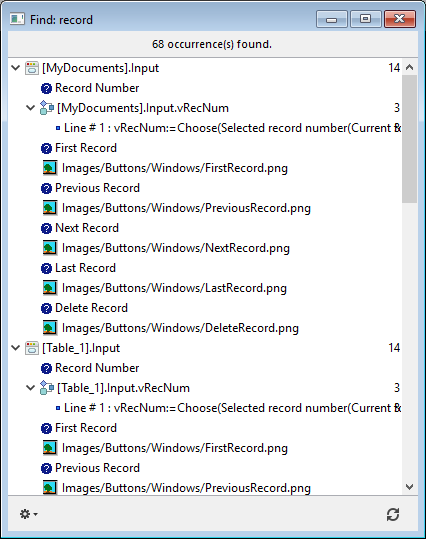 Find: record
68 occurrence(s) found.
[MyDocuments].Input 14
Record Number
[MyDocuments].Input.vRecNum 3
Line # 1 : vRecNum:=Choose(Selected record number(Current
First Record
Images/Buttons/Windows/FirstRecord.png
Previous Record
Images/Buttons/Windows/PreviousRecord.png
Next Record
Images/Buttons/Windows/NextRecord.png
Last Record
Images/Buttons/Windows/LastRecord.png
Delete Record
Images/Buttons/Windows/DeleteRecord.png
[Table_1].Input 14
Record Number
[Table_1].Input.vRecNum 3
Line # 1 : vRecNum:=Choose(Selected record number(Current
First Record
Images/Buttons/Windows/FirstRecord.png
Previous Record
Images/Buttons/Windows/PreviousRecord.png